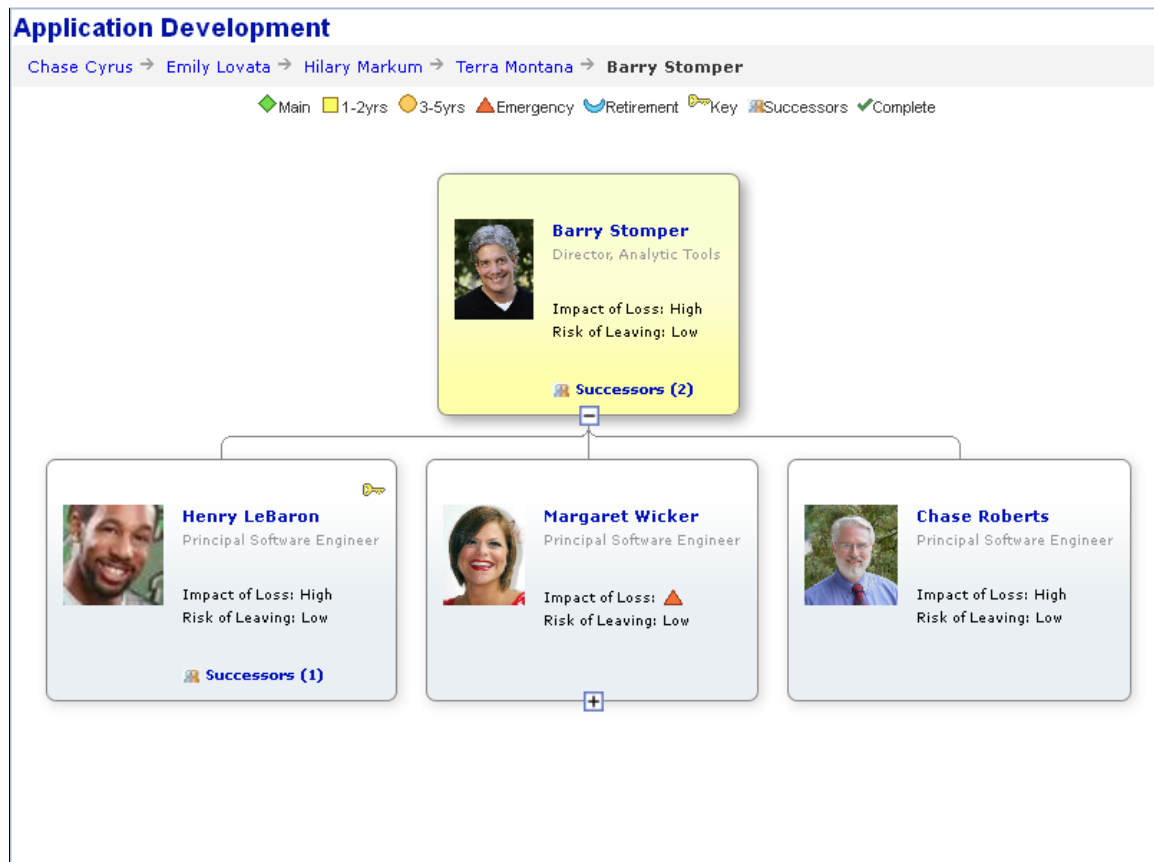 Application Development
Chase Cyrus Emily Lovata Hilary Markum Terra Montana Barry Stomper
Main 1-2yrs 3-5yrs Emergency Retirement Key Successors Complete
Barry Stomper
Director, Analytic Tools
Impact of Loss: High
Risk of Leaving: Low
Successors (2)
Henry LeBaron
Principal Software Engineer
Impact of Loss: High
Risk of Leaving: Low
Successors (1)
Margaret Wicker
Principal Software Engineer
Impact of Loss:
Risk of Leaving: Low
Chase Roberts
Principal Software Engineer
Impact of Loss: High
Risk of Leaving: Low